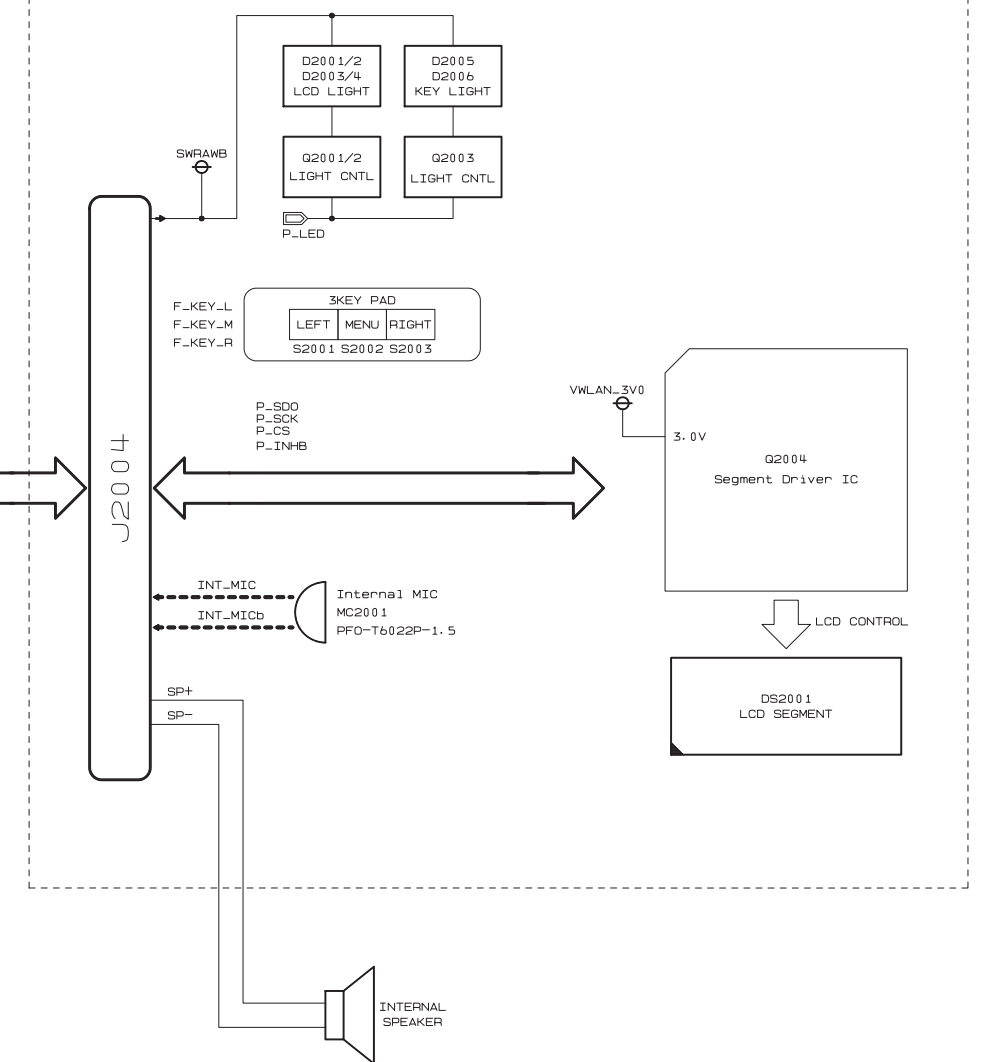 D2001/2
D2003/4
LCD LIGHT
D2005
D2006
KEY LIGHT
SWRAWB
Q2001/2
LIGHT CNTL
Q2003
LIGHT CNTL
P_LED
F_KEY_L
F_KEY_M
F_KEY_R
3KEY PAD
LEFT MENU RIGHT
S2001 S2002 S2003
P_SDO
P_SCK
P_CS
P_INHB
VWLAN_3V0
3.0V
Q2004
Segment Driver IC
J2004
INT_MIC
INT_MICb
Internal MIC
MC2001
PFO-T6022P-1.5
LCD CONTROL
DS2001
LCD SEGMENT
SP+
SP-
INTERNAL
SPEAKER